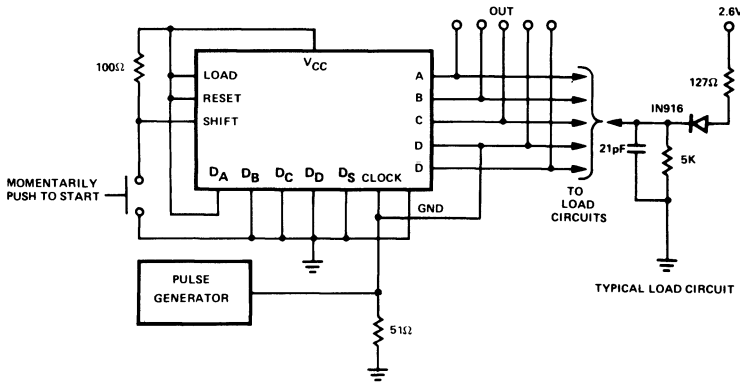 OUT
2.6V
100Ω
VCC
LOAD
RESET
SHIFT
A
B
C
D
D
127Ω
IN916
21pF
5K
MOMENTARILY
PUSH TO START
DA DB DC DD DS CLOCK
GND
TO
LOAD
CIRCUITS
PULSE
GENERATOR
TYPICAL LOAD CIRCUIT
51Ω